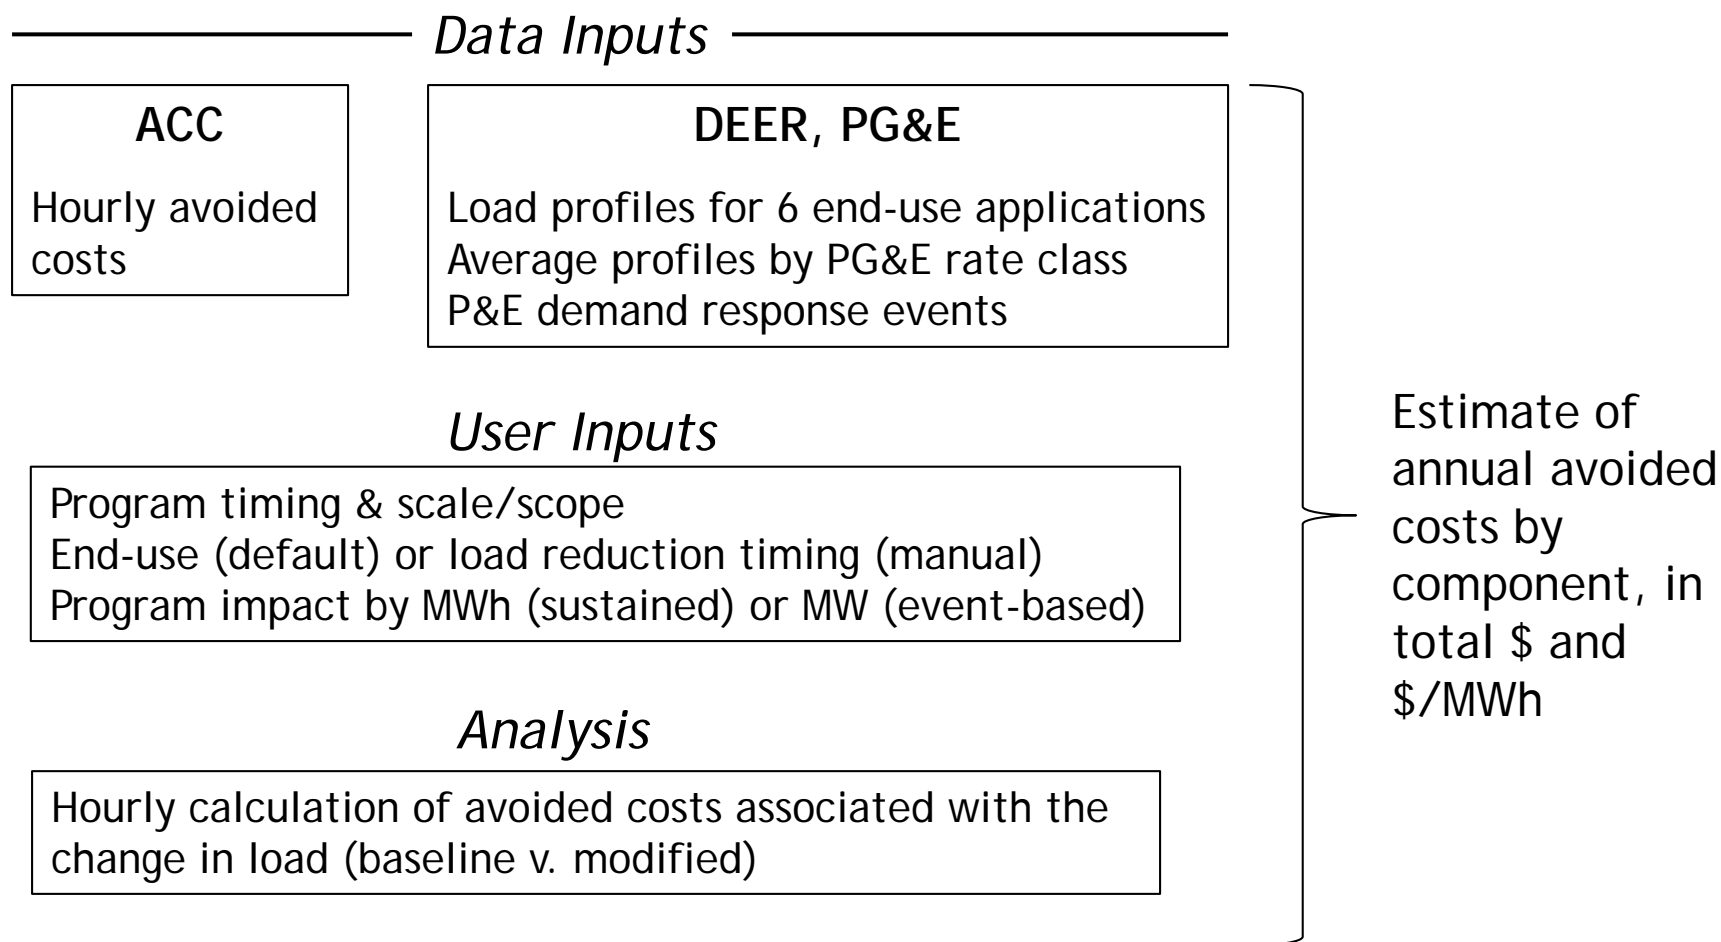 Data Inputs
ACC
Hourly avoided
costs
DEER, PG&E
Load profiles for 6 end-use applications
Average profiles by PG&E rate class
P&E demand response events
User Inputs
Program timing & scale/scope
End-use (default) or load reduction timing (manual)
Program impact by MWh (sustained) or MW (event-based)
Analysis
Hourly calculation of avoided costs associated with the
change in load (baseline v. modified)
Estimate of
annual avoided
costs by
component, in
total $ and
$/MWh